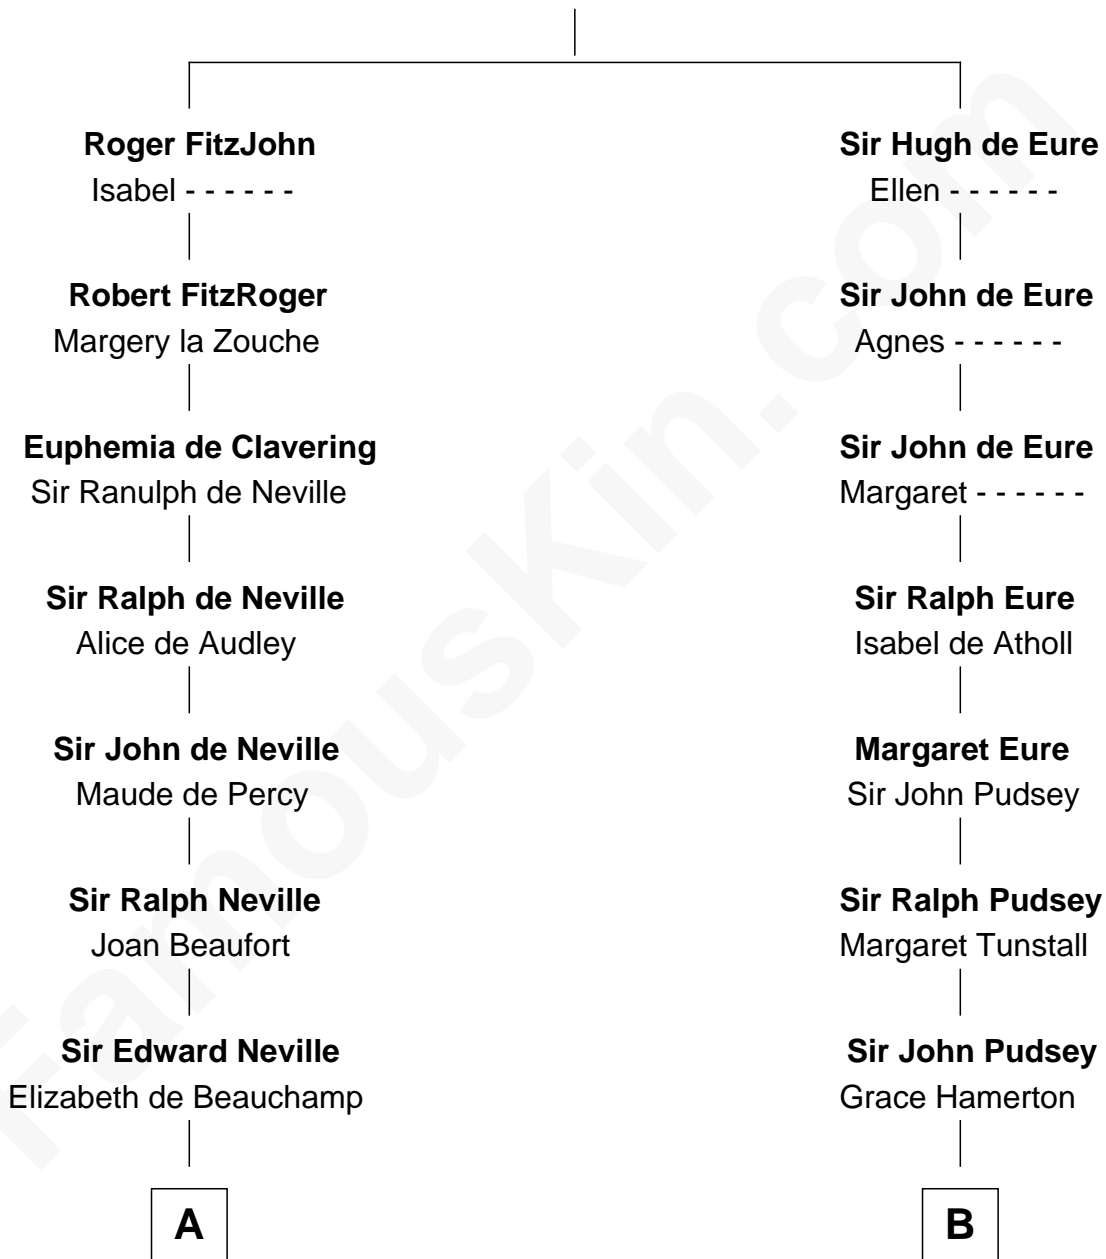 Roger FitzJohn
Isabel - - - - - -
Robert FitzRoger
Margery la Zouche
Euphemia de Clavering
Sir Ranulph de Neville
Sir Ralph de Neville
Alice de Audley
Sir John de Neville
Maude de Percy
Sir Ralph Neville
Joan Beaufort
Sir Edward Neville
Elizabeth de Beauchamp
A
Sir Hugh de Eure
Ellen - - - - - -
Sir John de Eure
Agnes - - - - - -
Sir John de Eure
Margaret - - - - - -
Sir Ralph Eure
Isabel de Atholl
Margaret Eure
Sir John Pudsey
Sir Ralph Pudsey
Margaret Tunstall
Sir John Pudsey
Grace Hamerton
B
FamousKin.com